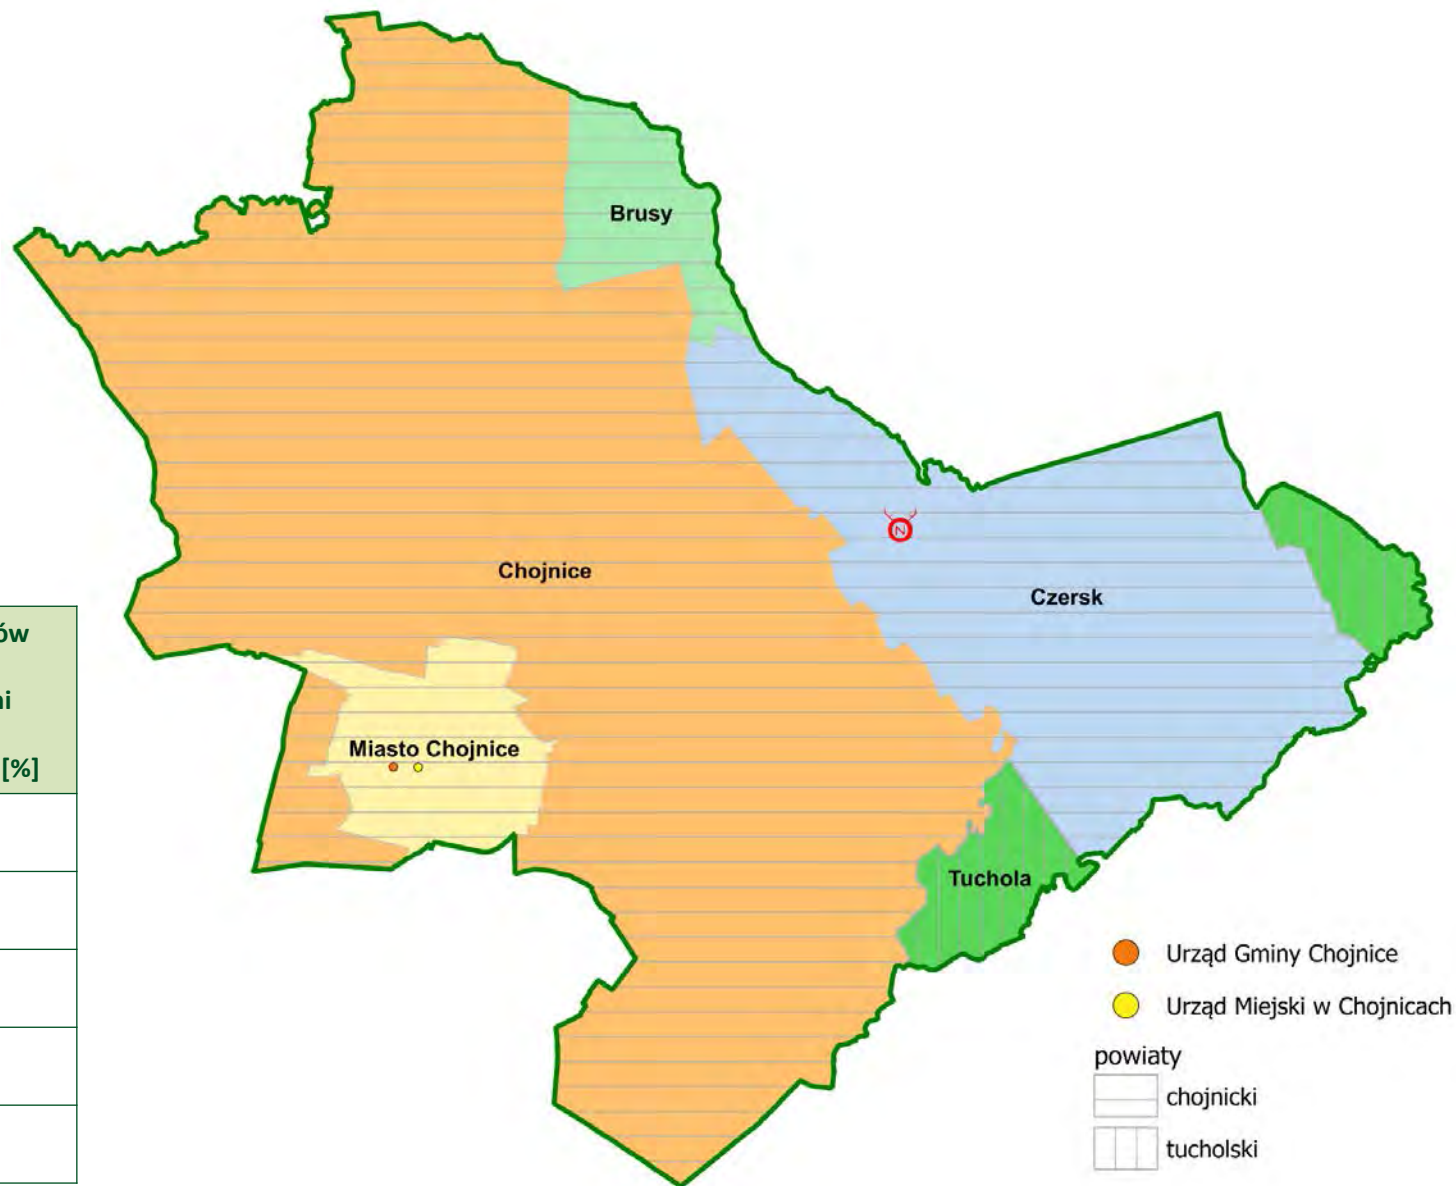 Brusy
Chojnice
Czersk
ów
ni
[%]
Miasto Chojnice
Tuchola
Urząd Gminy Chojnice
Urząd Miejski w Chojnicach
powiaty
chojnicki
tucholski